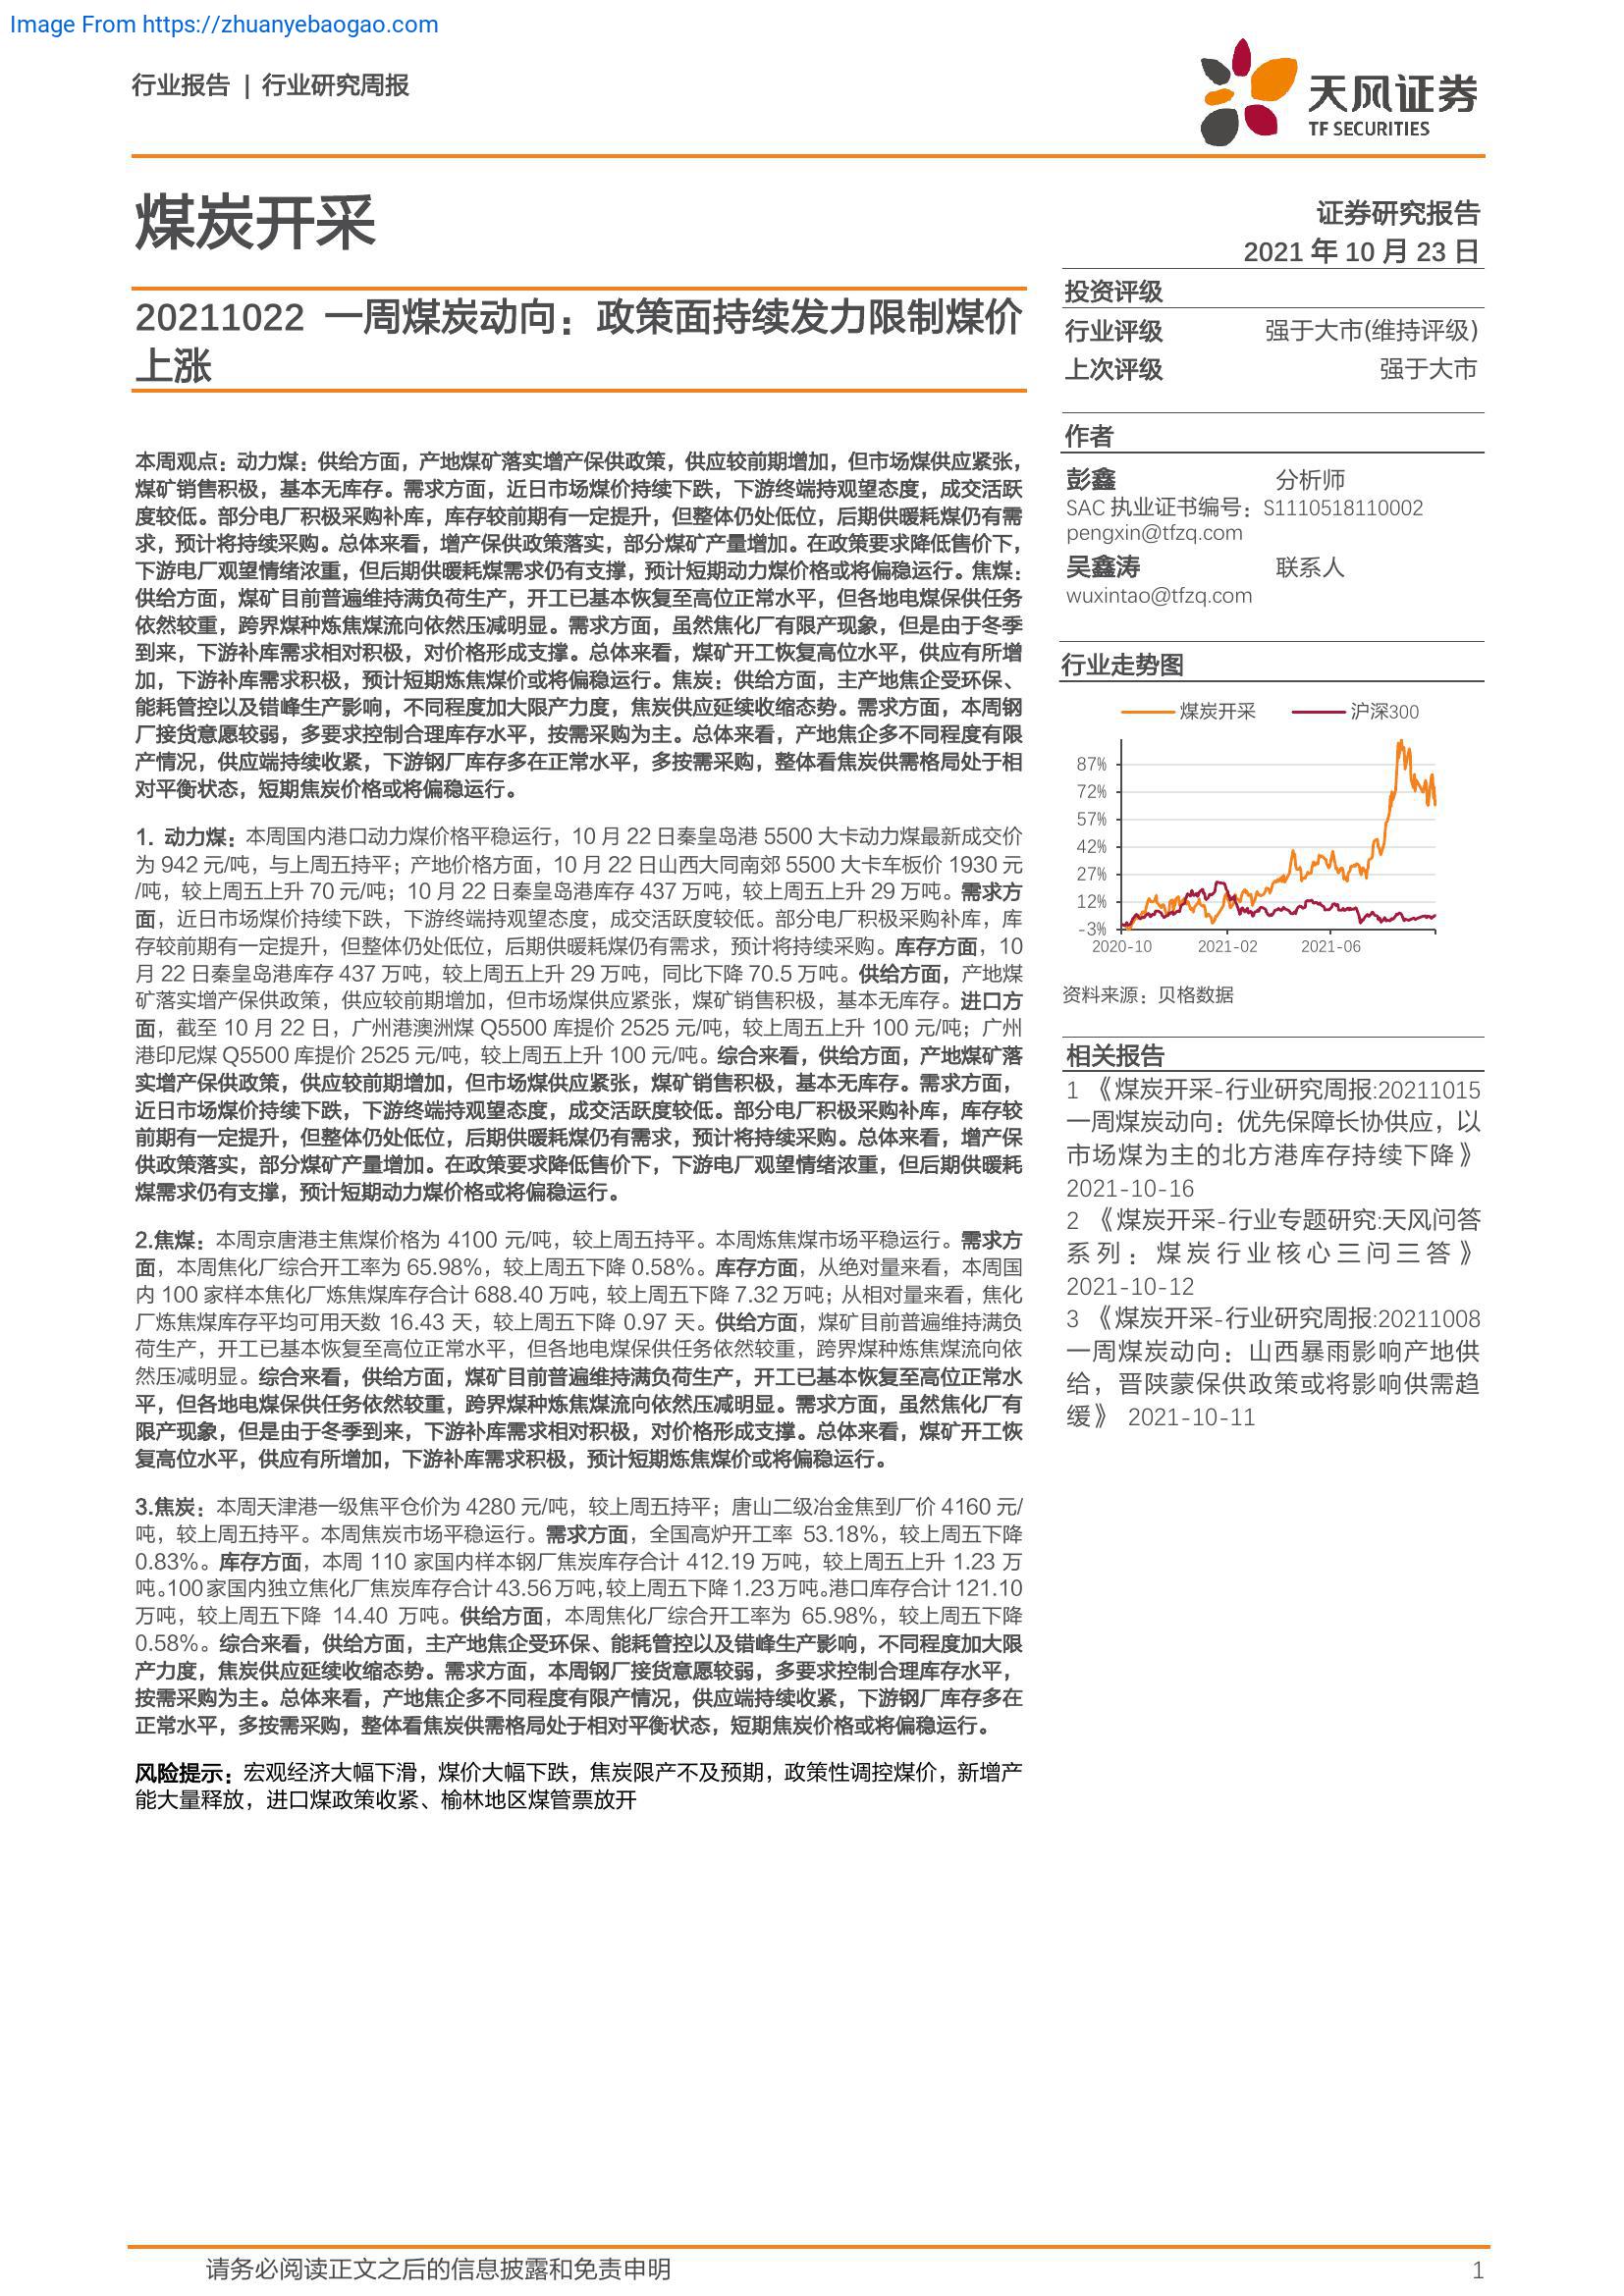 Image From https://zhuanyebaogao.com
行业报告 | 行业研究周报
天风证券
TF SECURITIES
煤炭开采
证券研究报告
2021 年 10 月 23 日
20211022 一周煤炭动向：政策面持续发力限制煤价
上涨
本周观点：动力煤：供给方面，产地煤矿落实增产保供政策，供应较前期增加，但市场煤供应紧张，
煤矿销售积极，基本无库存。需求方面，近日市场煤价持续下跌，下游终端持观望态度，成交活跃
度较低。部分电厂积极采购补库，库存较前期有一定提升，但整体仍处低位，后期供暖耗煤仍有需
求，预计将持续采购。总体来看，增产保供政策落实，部分煤矿产量增加。在政策要求降低售价下，
下游电厂观望情绪浓重，但后期供暖耗煤需求仍有支撑，预计短期动力煤价格或将偏稳运行。焦煤：
供给方面，煤矿目前普遍维持满负荷生产，开工已基本恢复至高位正常水平，但各地电煤保供任务
依然较重，跨界煤种炼焦煤流向依然压减明显。需求方面，虽然焦化厂有限产现象，但是由于冬季
到来，下游补库需求相对积极，对价格形成支撑。总体来看，煤矿开工恢复高位水平，供应有所增
加，下游补库需求积极，预计短期炼焦煤价或将偏稳运行。焦炭：供给方面，主产地焦企受环保、
能耗管控以及错峰生产影响，不同程度加大限产力度，焦炭供应延续收缩态势。需求方面，本周钢
厂接货意愿较弱，多要求控制合理库存水平，按需采购为主。总体来看，产地焦企多不同程度有限
产情况，供应端持续收紧，下游钢厂库存多在正常水平，多按需采购，整体看焦炭供需格局处于相
对平衡状态，短期焦炭价格或将偏稳运行。
1. 动力煤：本周国内港口动力煤价格平稳运行，10 月 22 日秦皇岛港 5500 大卡动力煤最新成交价
为 942 元/吨，与上周五持平；产地价格方面，10 月 22 日山西大同南郊 5500 大卡车板价 1930 元
/吨，较上周五上升 70 元/吨；10 月 22 日秦皇岛港库存 437 万吨，较上周五上升 29 万吨。需求方
面，近日市场煤价持续下跌，下游终端持观望态度，成交活跃度较低。部分电厂积极采购补库，库
存较前期有一定提升，但整体仍处低位，后期供暖耗煤仍有需求，预计将持续采购。库存方面，10
月 22 日秦皇岛港库存 437 万吨，较上周五上升 29 万吨，同比下降 70.5 万吨。供给方面，产地煤
矿落实增产保供政策，供应较前期增加，但市场煤供应紧张，煤矿销售积极，基本无库存。进口方
面，截至 10 月 22 日，广州港澳洲煤 Q5500 库提价 2525 元/吨，较上周五上升 100 元/吨；广州
港印尼煤 Q5500 库提价 2525 元/吨，较上周五上升 100 元/吨。综合来看，供给方面，产地煤矿落
实增产保供政策，供应较前期增加，但市场煤供应紧张，煤矿销售积极，基本无库存。需求方面，
近日市场煤价持续下跌，下游终端持观望态度，成交活跃度较低。部分电厂积极采购补库，库存较
前期有一定提升，但整体仍处低位，后期供暖耗煤仍有需求，预计将持续采购。总体来看，增产保
供政策落实，部分煤矿产量增加。在政策要求降低售价下，下游电厂观望情绪浓重，但后期供暖耗
煤需求仍有支撑，预计短期动力煤价格或将偏稳运行。
2.焦煤：本周京唐港主焦煤价格为 4100 元/吨，较上周五持平。本周炼焦煤市场平稳运行。需求方
面，本周焦化厂综合开工率为 65.98%，较上周五下降 0.58%。库存方面，从绝对量来看，本周国
内 100 家样本焦化厂炼焦煤库存合计 688.40 万吨，较上周五下降 7.32 万吨；从相对量来看，焦化
厂炼焦煤库存平均可用天数 16.43 天，较上周五下降 0.97 天。供给方面，煤矿目前普遍维持满负
荷生产，开工已基本恢复至高位正常水平，但各地电煤保供任务依然较重，跨界煤种炼焦煤流向依
然压减明显。综合来看，供给方面，煤矿目前普遍维持满负荷生产，开工已基本恢复至高位正常水
平，但各地电煤保供任务依然较重，跨界煤种炼焦煤流向依然压减明显。需求方面，虽然焦化厂有
限产现象，但是由于冬季到来，下游补库需求相对积极，对价格形成支撑。总体来看，煤矿开工恢
复高位水平，供应有所增加，下游补库需求积极，预计短期炼焦煤价或将偏稳运行。
3.焦炭：本周天津港一级焦平仓价为 4280 元/吨，较上周五持平；唐山二级冶金焦到厂价 4160 元/
吨，较上周五持平。本周焦炭市场平稳运行。需求方面，全国高炉开工率 53.18%，较上周五下降
0.83%。库存方面，本周 110 家国内样本钢厂焦炭库存合计 412.19 万吨，较上周五上升 1.23 万
吨。100家国内独立焦化厂焦炭库存合计43.56万吨，较上周五下降1.23万吨。港口库存合计121.10
万吨，较上周五下降 14.40 万吨。供给方面，本周焦化厂综合开工率为 65.98%，较上周五下降
0.58%。综合来看，供给方面，主产地焦企受环保、能耗管控以及错峰生产影响，不同程度加大限
产力度，焦炭供应延续收缩态势。需求方面，本周钢厂接货意愿较弱，多要求控制合理库存水平，
按需采购为主。总体来看，产地焦企多不同程度有限产情况，供应端持续收紧，下游钢厂库存多在
正常水平，多按需采购，整体看焦炭供需格局处于相对平衡状态，短期焦炭价格或将偏稳运行。
风险提示：宏观经济大幅下滑，煤价大幅下跌，焦炭限产不及预期，政策性调控煤价，新增产
能大量释放，进口煤政策收紧、榆林地区煤管票放开
投资评级
行业评级 强于大市(维持评级)
上次评级 强于大市
作者
彭鑫 分析师
SAC 执业证书编号：S1110518110002
pengxin@tfzq.com
吴鑫涛 联系人
wuxintao@tfzq.com
行业走势图
煤炭开采 沪深300
87%
72%
57%
42%
27%
12%
-3%
2020-10 2021-02 2021-06
资料来源：贝格数据
相关报告
1 《煤炭开采-行业研究周报:20211015
一周煤炭动向：优先保障长协供应，以
市场煤为主的北方港库存持续下降》
2021-10-16
2 《煤炭开采-行业专题研究:天风问答
系列：煤炭行业核心三问三答》
2021-10-12
3 《煤炭开采-行业研究周报:20211008
一周煤炭动向：山西暴雨影响产地供
给，晋陕蒙保供政策或将影响供需趋
缓》 2021-10-11
请务必阅读正文之后的信息披露和免责申明 1